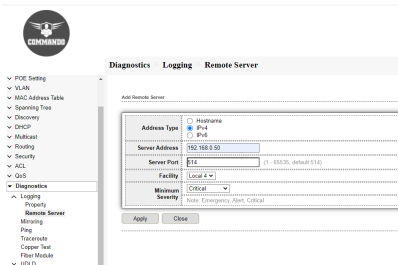 COMMANDO
Diagnostics Logging Remote Server
POE Setting
VLAN
MAC Address Table
Spanning Tree
Discovery
DHCP
Multicast
Routing
Security
ACL
QoS
Diagnostics
Logging
Property
Remote Server
Mirroring
Ping
Traceroute
Copper Test
Fiber Module
UDLD
Add Remote Server
Address Type
Hostname
IPv4
IPv6
Server Address 192.168.0.50
Server Port 514 (1 - 65535, default 514)
Facility Local 4
Minimum Severity Critical
Note: Emergency, Alert, Critical
Apply Close